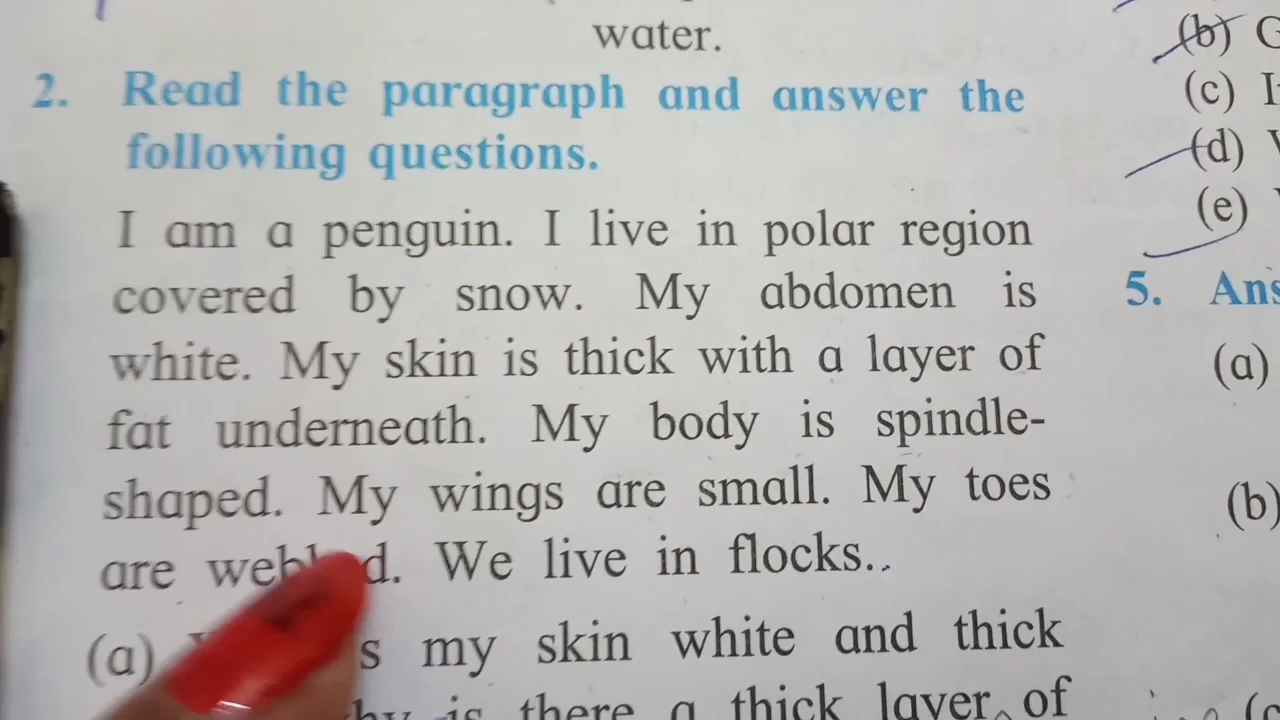 water.
2. Read the paragraph and answer the
following questions.
I am a penguin. I live in polar region
covered by snow. My abdomen is
white. My skin is thick with a layer of
fat underneath. My body is spindle-
shaped. My wings are small. My toes
are We live in flocks..
(a) my skin white and thick
is there a thick layer of
(b)
(c)
(d)
(e)
5.
(a)
(b)